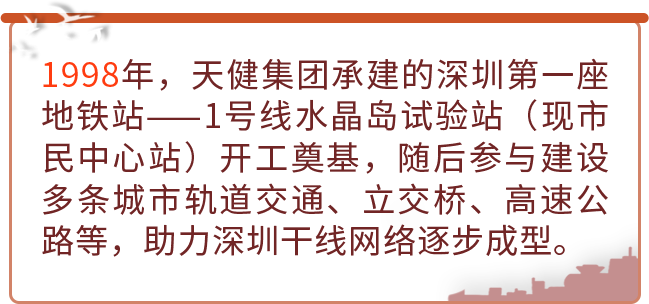 1998年，天健集团承建的深圳第一座
地铁站——1号线水晶岛试验站（现市
民中心站）开工奠基，随后参与建设
多条城市轨道交通、立交桥、高速公
路等，助力深圳干线网络逐步成型。